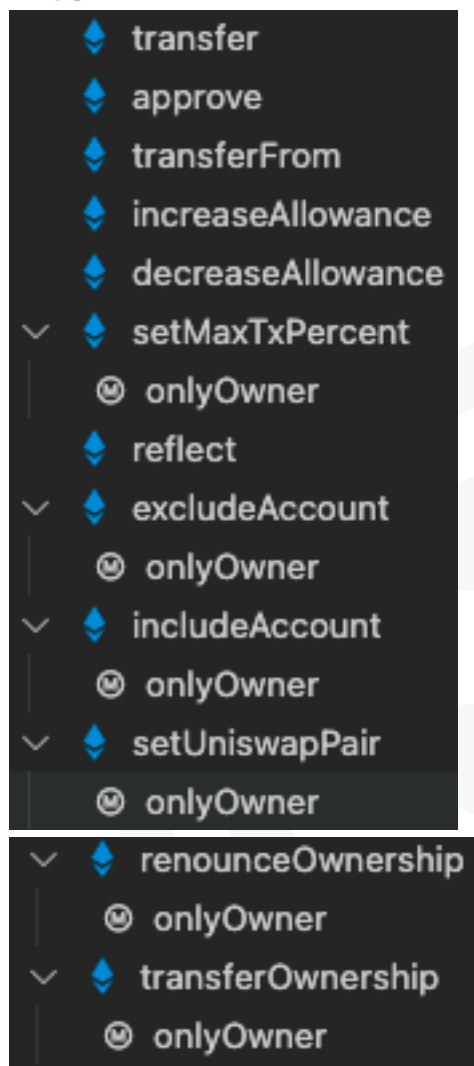 transfer
approve
transferFrom
increaseAllowance
decreaseAllowance
setMaxTxPercent
onlyOwner
reflect
excludeAccount
onlyOwner
includeAccount
onlyOwner
setUniswapPair
onlyOwner
renounceOwnership
onlyOwner
transferOwnership
onlyOwner